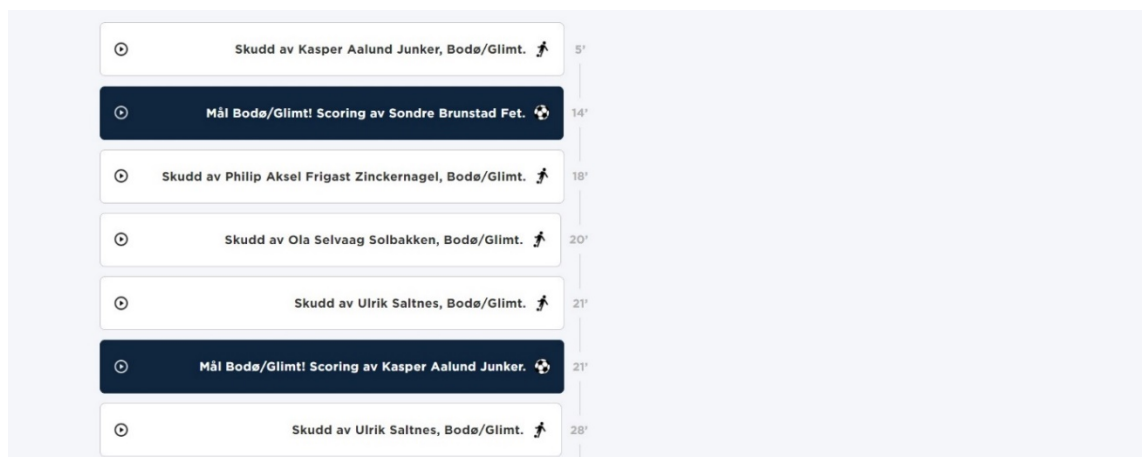 Skudd av Kasper Aalund Junker, Bodø/Glimt. 5'
Mål Bodø/Glimt! Scoring av Sondre Brunstad Fet. 14'
Skudd av Philip Aksel Frigast Zinckernagel, Bodø/Glimt. 18'
Skudd av Ola Selvaag Solbakken, Bodø/Glimt. 20'
Skudd av Ulrik Saltnes, Bodø/Glimt. 21'
Mål Bodø/Glimt! Scoring av Kasper Aalund Junker. 21'
Skudd av Ulrik Saltnes, Bodø/Glimt. 28'